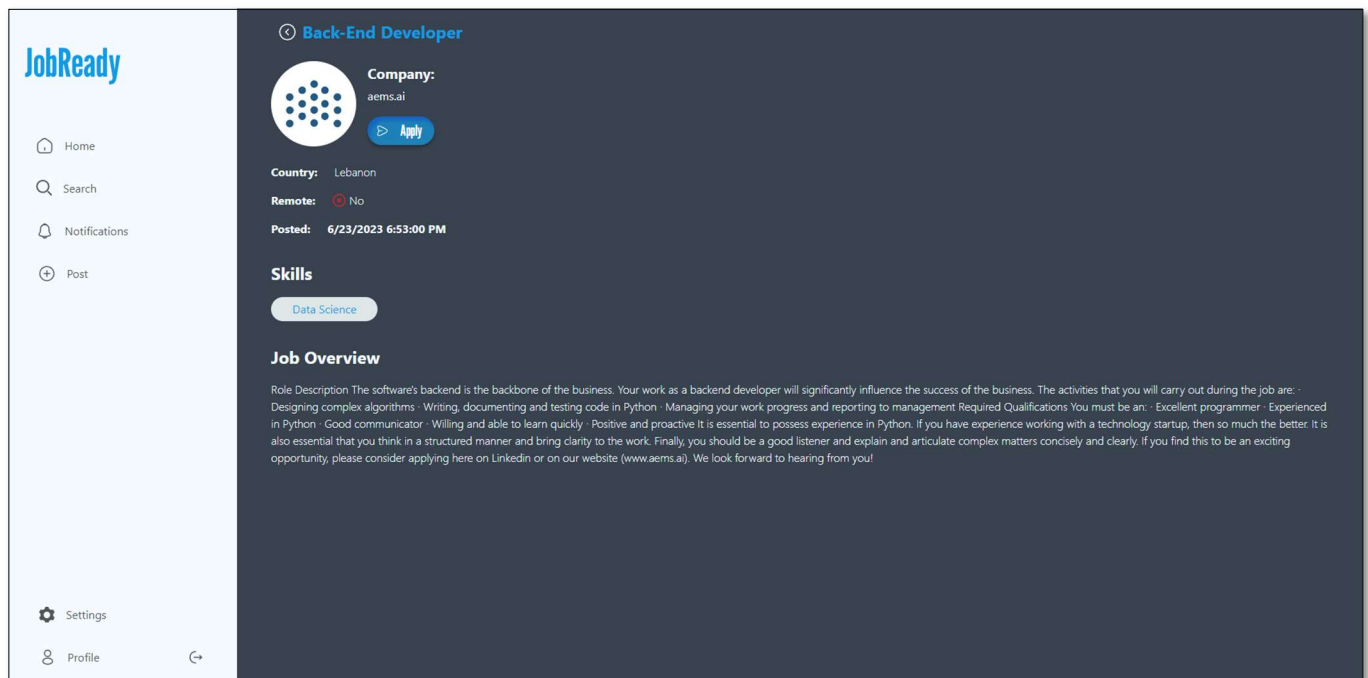 JobReady
Home
Search
Notifications
Post
Settings
Profile
Back-End Developer
Company:
aems.ai
Apply
Country: Lebanon
Remote: No
Posted: 6/23/2023 6:53:00 PM
Skills
Data Science
Job Overview
Role Description The software's backend is the backbone of the business. Your work as a backend developer will significantly influence the success of the business. The activities that you will carry out during the job are: ·
Designing complex algorithms · Writing, documenting and testing code in Python · Managing your work progress and reporting to management Required Qualifications You must be an: · Excellent programmer · Experienced
in Python · Good communicator · Willing and able to learn quickly · Positive and proactive It is essential to possess experience in Python. If you have experience working with a technology startup, then so much the better. It is
also essential that you think in a structured manner and bring clarity to the work. Finally, you should be a good listener and explain and articulate complex matters concisely and clearly. If you find this to be an exciting
opportunity, please consider applying here on Linkedin or on our website (www.aems.ai). We look forward to hearing from you!